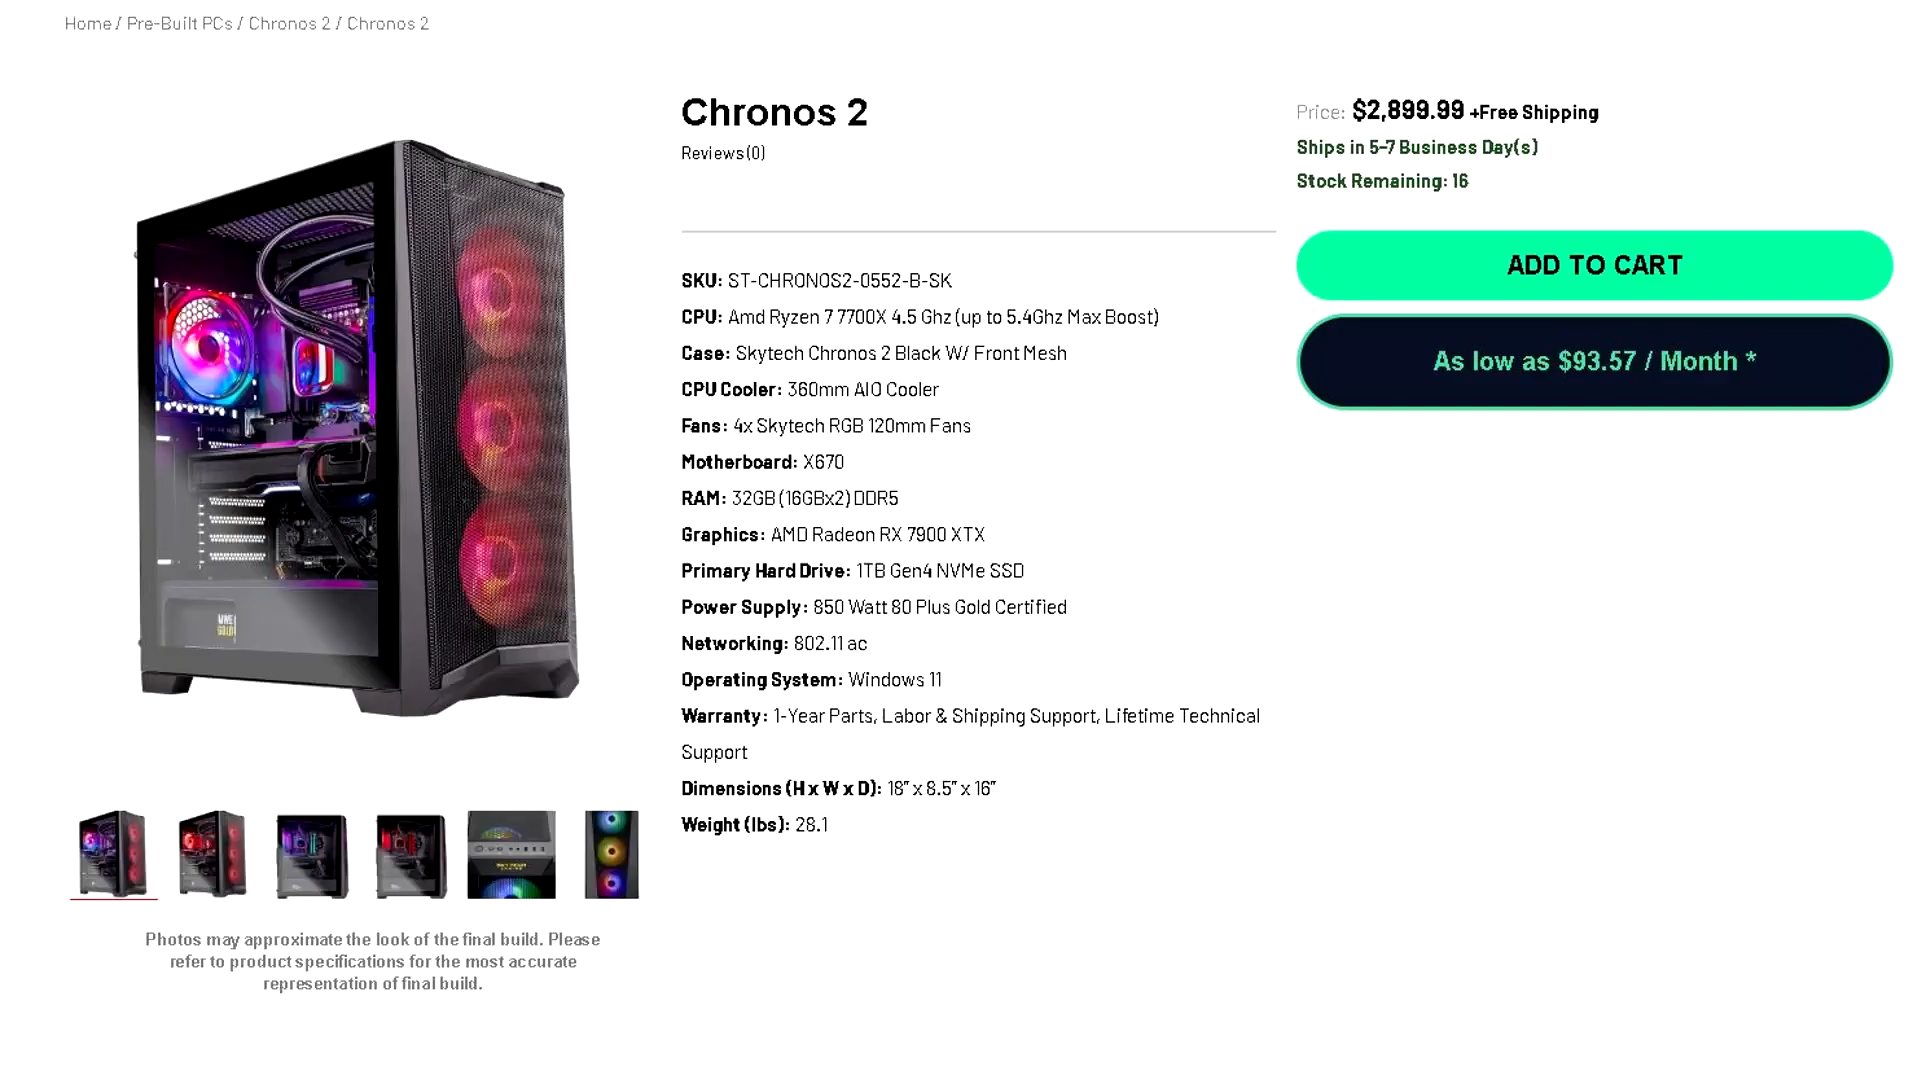 Home / Pre-Built PCs / Chronos 2 / Chronos 2
Chronos 2
Reviews(0)
SKU: ST-CHRONOS2-0552-B-SK
CPU: Amd Ryzen 7 7700X 4.5 Ghz (up to 5.4Ghz Max Boost)
Case: Skytech Chronos 2 Black W/ Front Mesh
CPU Cooler: 360mm AIO Cooler
Fans: 4x Skytech RGB 120mm Fans
Motherboard: X670
RAM: 32GB (16GBx2) DDR5
Graphics: AMD Radeon RX 7900 XTX
Primary Hard Drive: 1TB Gen4 NVMe SSD
Power Supply: 850 Watt 80 Plus Gold Certified
Networking: 802.11 ac
Operating System: Windows 11
Warranty: 1-Year Parts, Labor & Shipping Support, Lifetime Technical
Support
Dimensions (H x W x D): 18″ x 8.5″ x 16″
Weight (lbs): 28.1
Price: $2,899.99 +Free Shipping
Ships in 5-7 Business Day(s)
Stock Remaining: 16
ADD TO CART
As low as $93.57 / Month *
MWE
GOLD
Photos may approximate the look of the final build. Please
refer to product specifications for the most accurate
representation of final build.